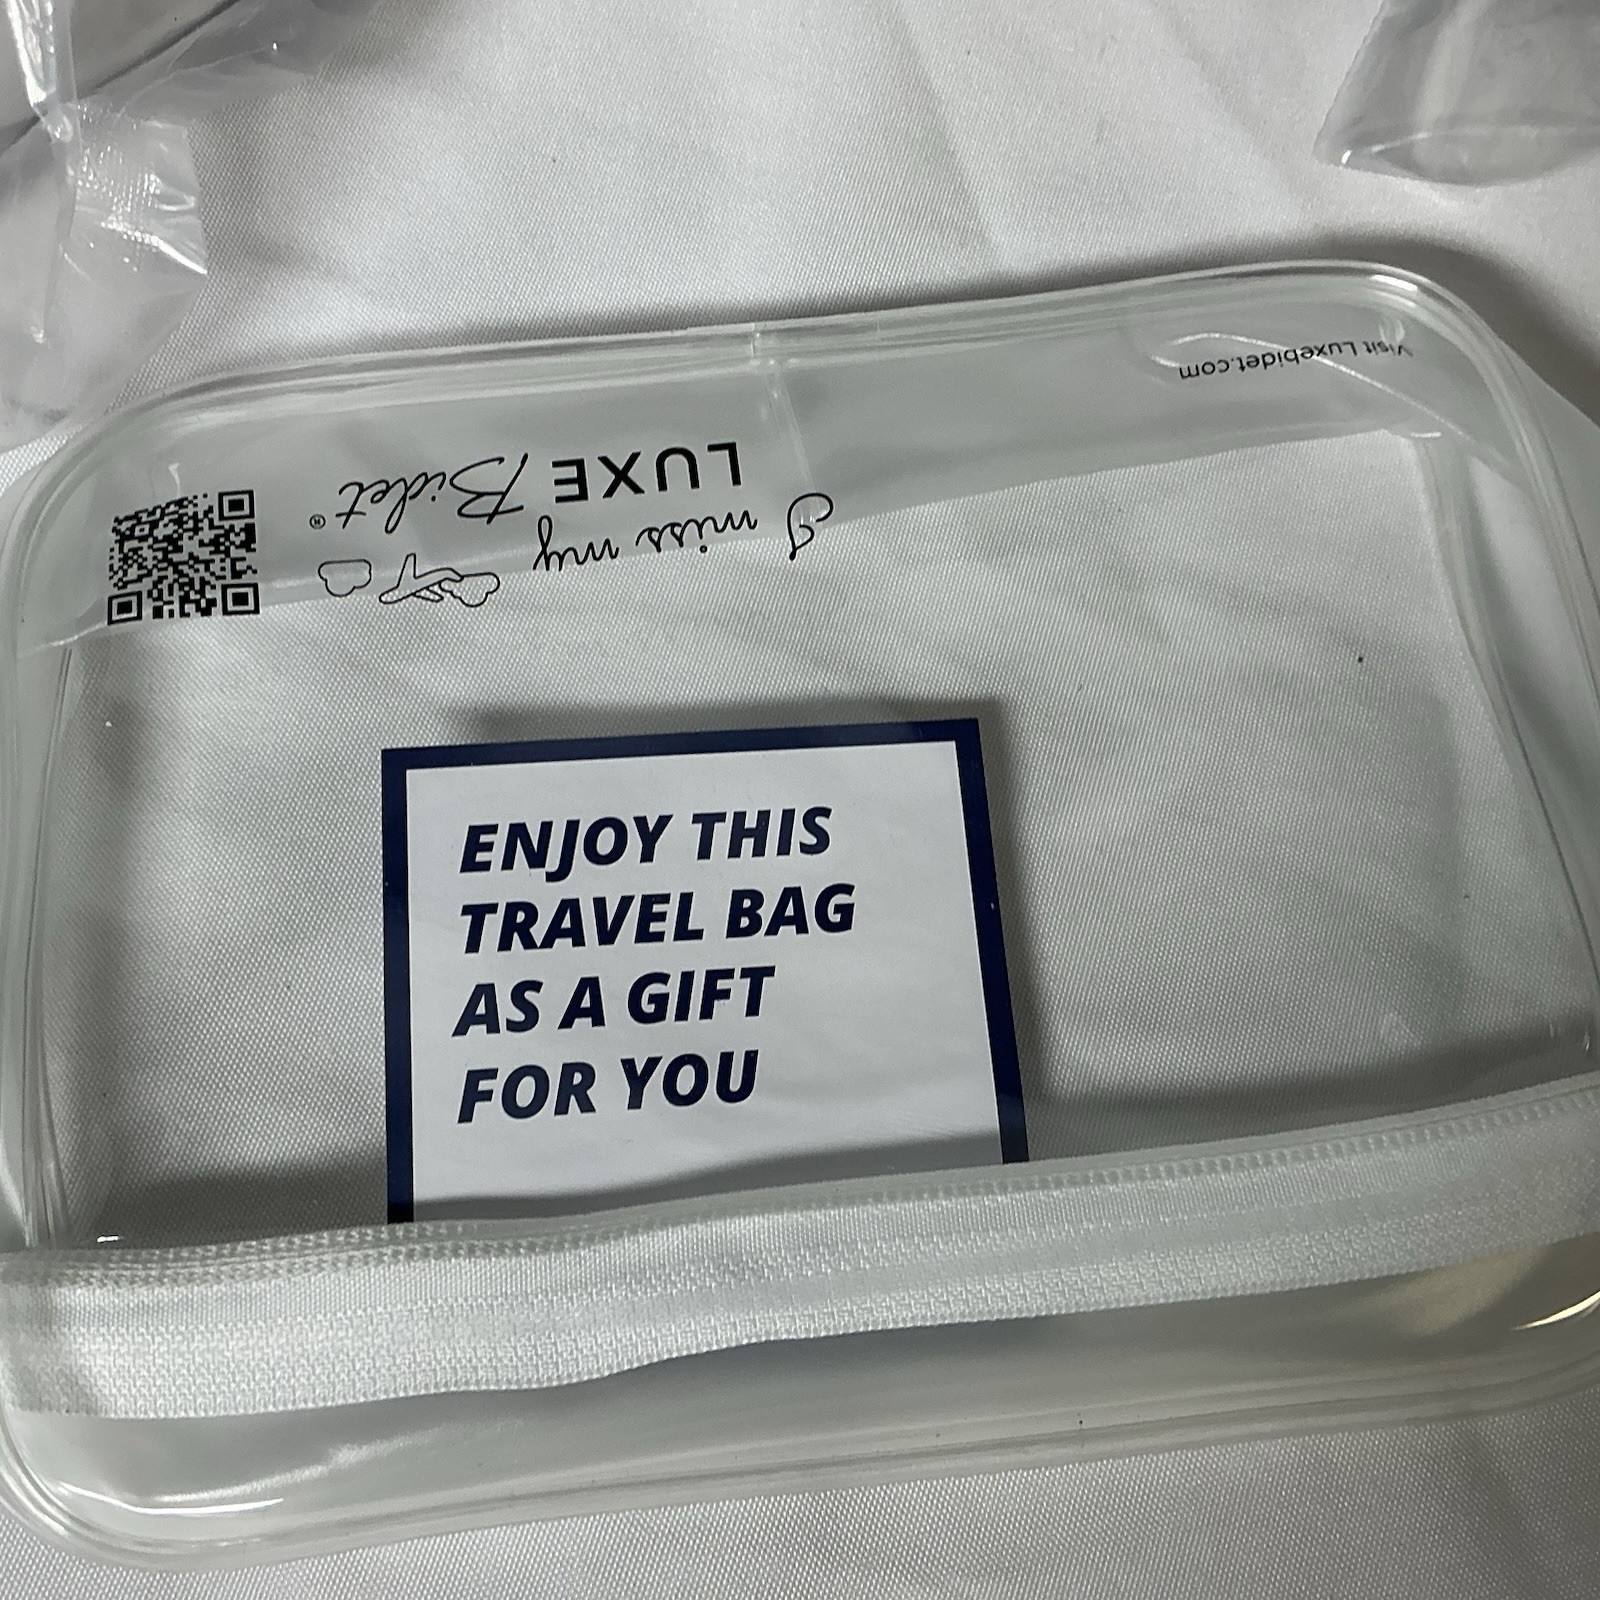 I miss my
LUXE Bidet®
Visit Luxebidet.com
ENJOY THIS
TRAVEL BAG
AS A GIFT
FOR YOU